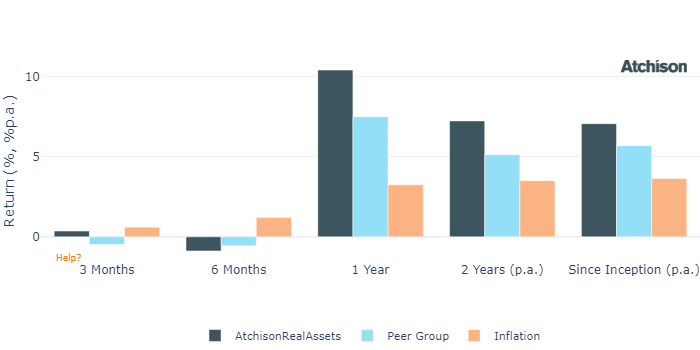 Atchison
10
5
0
Return (%, %p.a.)
Help?
3 Months
6 Months
1 Year
2 Years (p.a.)
Since Inception (p.a.)
AtchisonRealAssets
Peer Group
Inflation